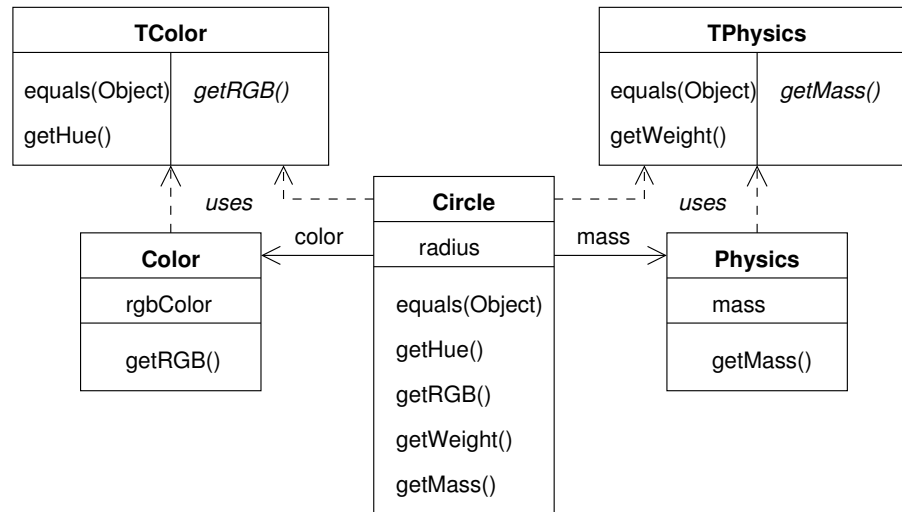 TColor
equals(Object)
getHue()
getRGB()
TPhysics
equals(Object)
getWeight()
getMass()
uses
uses
Color
rgbColor
getRGB()
color
Circle
radius
equals(Object)
getHue()
getRGB()
getWeight()
getMass()
mass
Physics
mass
getMass()